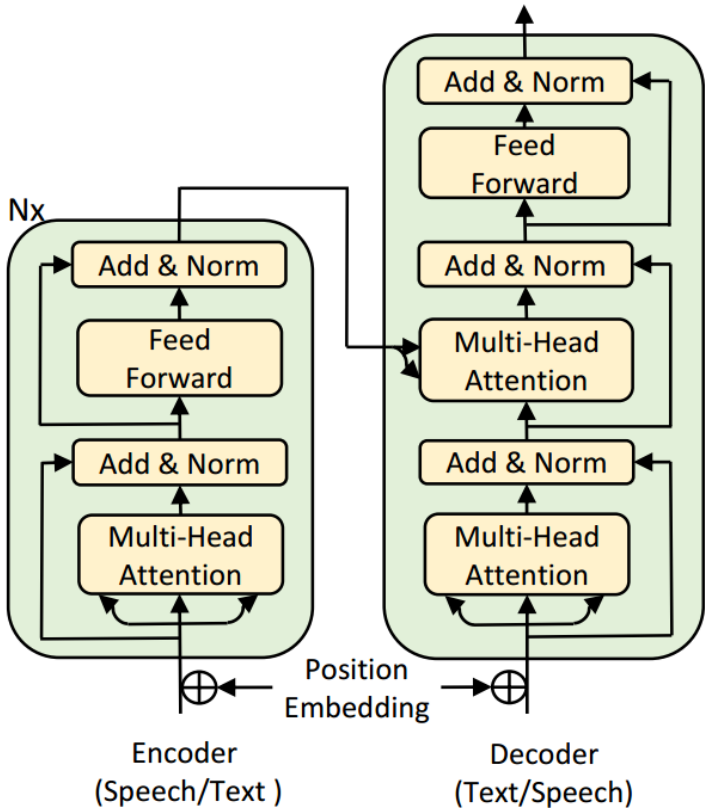 Nx
Add & Norm
Feed
Forward
Add & Norm
Multi-Head
Attention
Add & Norm
Feed
Forward
Add & Norm
Multi-Head
Attention
Add & Norm
Multi-Head
Attention
Position
Embedding
Encoder
(Speech/Text )
Decoder
(Text/Speech)